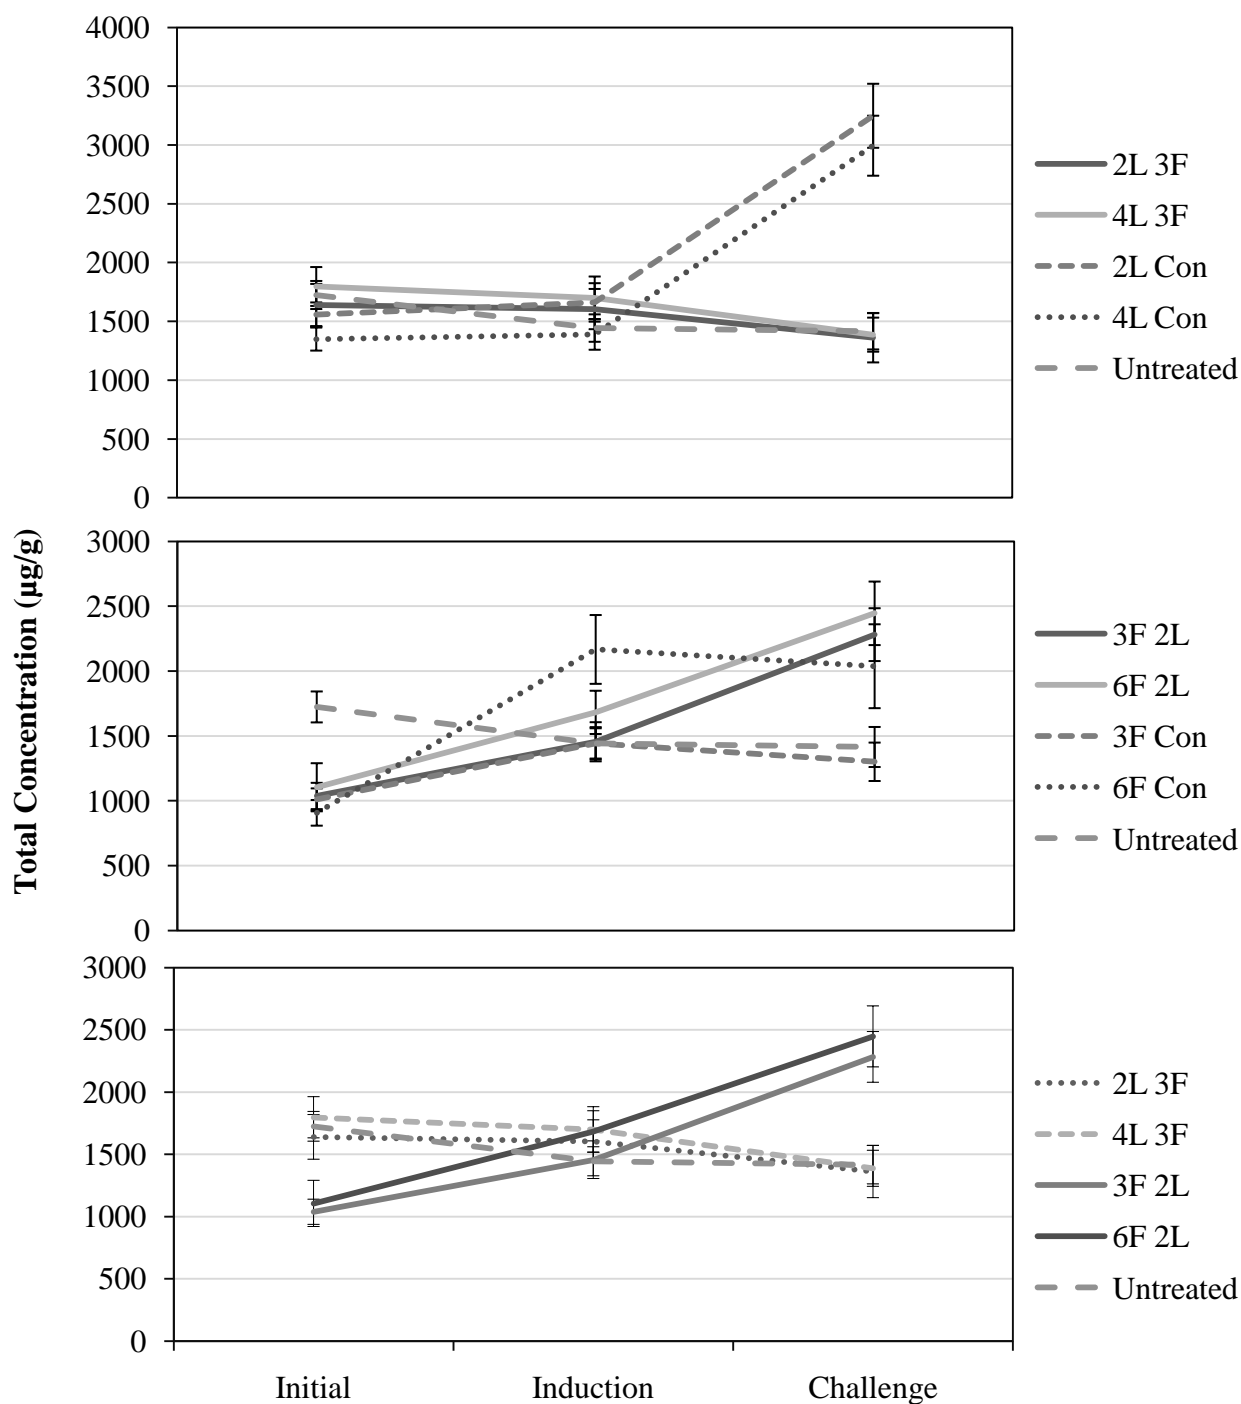 4000
3500
3000
2500
2000
1500
1000
500
0
2L 3F
4L 3F
2L Con
4L Con
Untreated
Total Concentration (µg/g)
3000
2500
2000
1500
1000
500
0
3F 2L
6F 2L
3F Con
6F Con
Untreated
3000
2500
2000
1500
1000
500
0
2L 3F
4L 3F
3F 2L
6F 2L
Untreated
Initial Induction Challenge